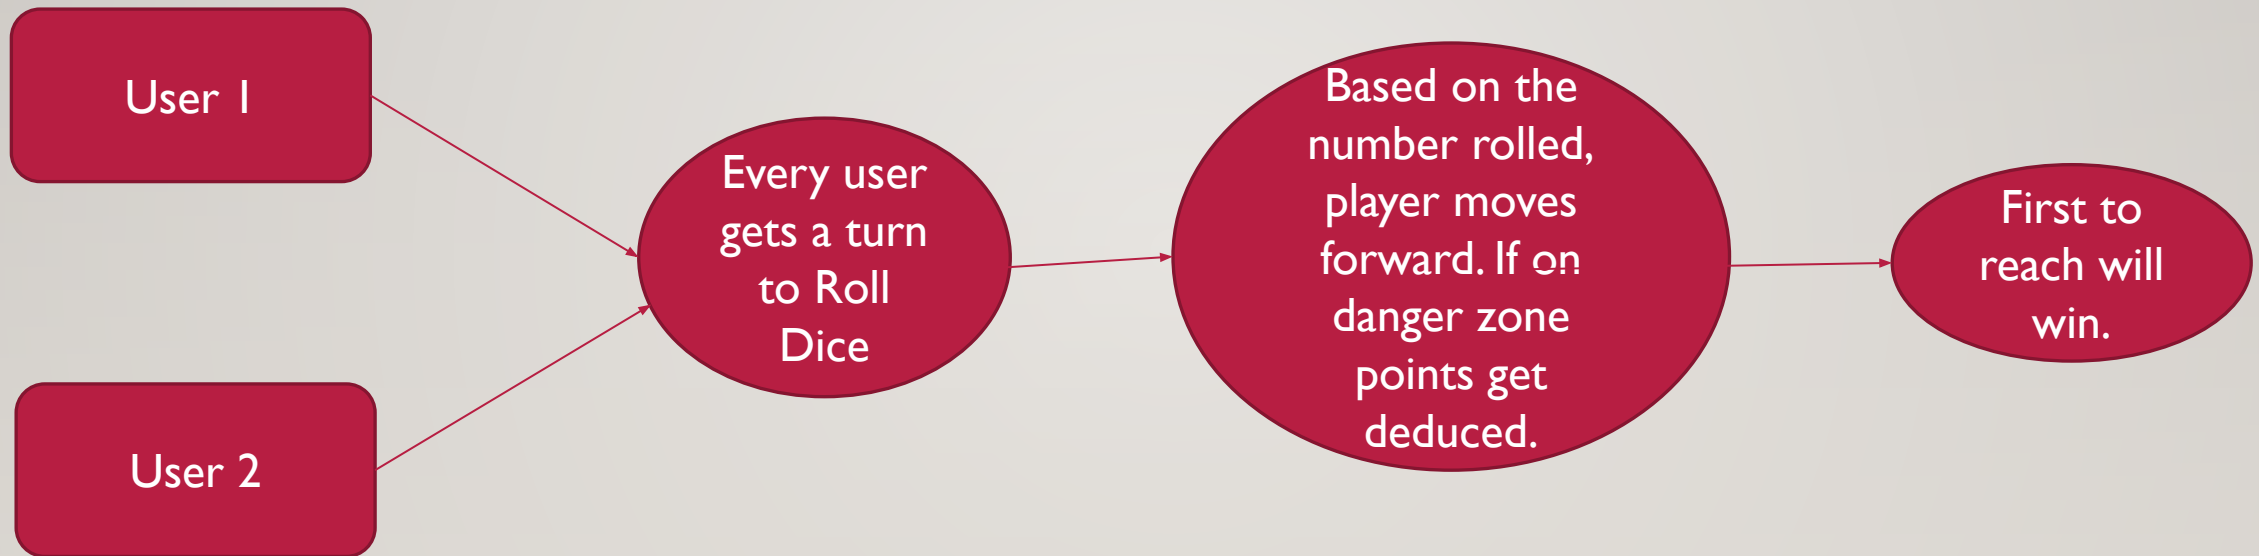 User 1
User 2
Every user
gets a turn
to Roll
Dice
Based on the
number rolled,
player moves
forward. If on
danger zone
points get
deduced.
First to
reach will
win.